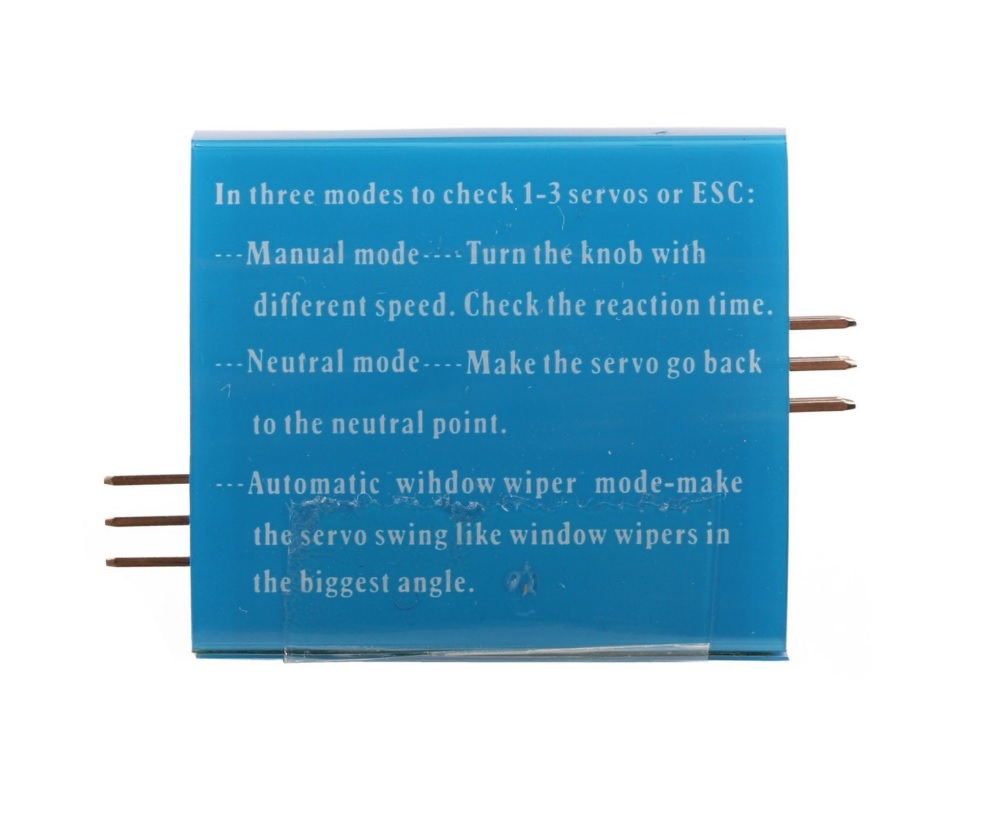 In three modes to check 1-3 servos or ESC:
---Manual mode----Turn the knob with
different speed. Check the reaction time.
---Neutral mode----Make the servo go back
to the neutral point.
---Automatic wihdow wiper mode-make
the servo swing like window wipers in
the biggest angle.